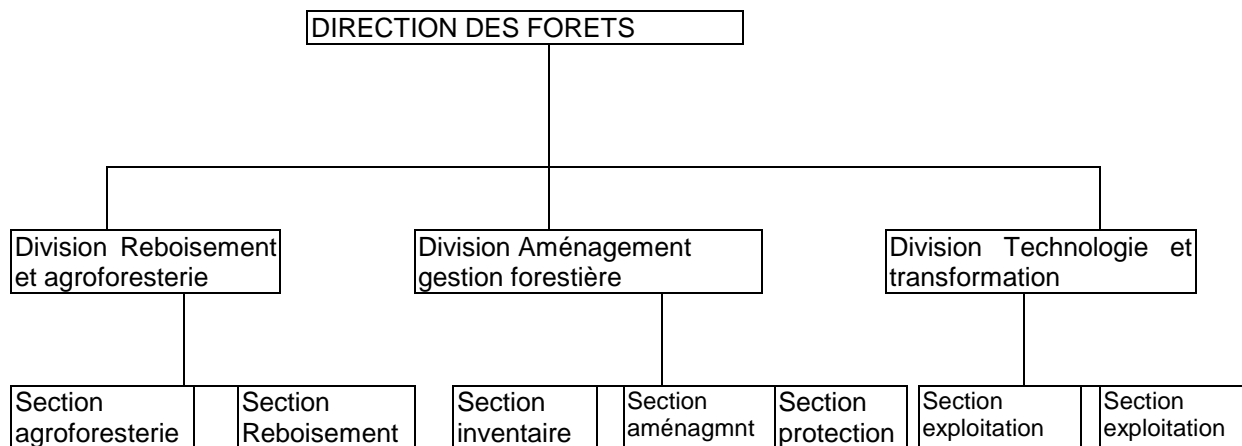 DIRECTION DES FORETS
Division Reboisement
et agroforesterie
Division Aménagement
gestion forestière
Division Technologie et
transformation
Section
agroforesterie
Section
Reboisement
Section
inventaire
Section
aménagmnt
Section
protection
Section
exploitation
Section
exploitation